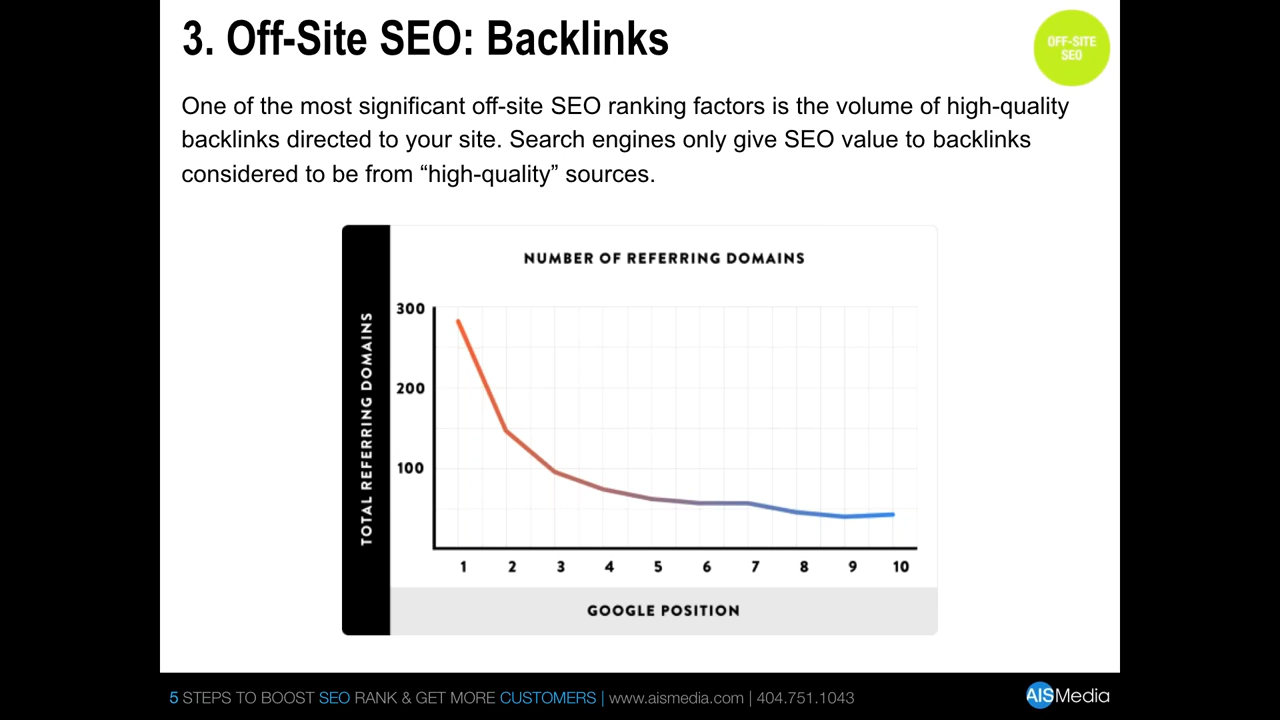 3. Off-Site SEO: Backlinks
OFF-SITE
SEO
One of the most significant off-site SEO ranking factors is the volume of high-quality
backlinks directed to your site. Search engines only give SEO value to backlinks
considered to be from “high-quality” sources.
NUMBER OF REFERRING DOMAINS
TOTAL REFERRING DOMAINS
300
200
100
1 2 3 4 5 6 7 8 9 10
GOOGLE POSITION
5 STEPS TO BOOST SEO RANK & GET MORE CUSTOMERS | www.aismedia.com | 404.751.1043
AISMedia